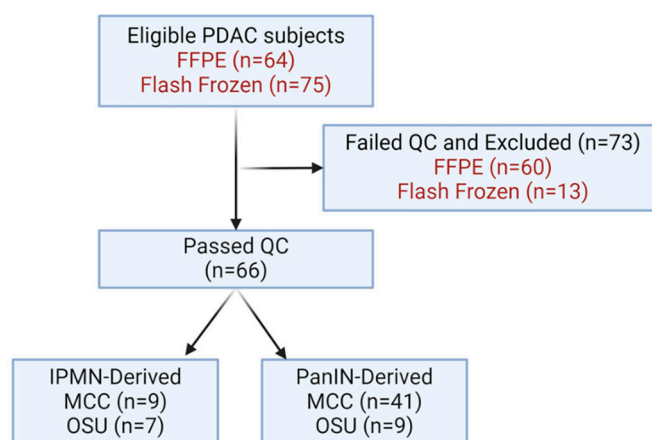 Eligible PDAC subjects
FFPE (n=64)
Flash Frozen (n=75)
Failed QC and Excluded (n=73)
FFPE (n=60)
Flash Frozen (n=13)
Passed QC
(n=66)
IPMN-Derived
MCC (n=9)
OSU (n=7)
PanIN-Derived
MCC (n=41)
OSU (n=9)